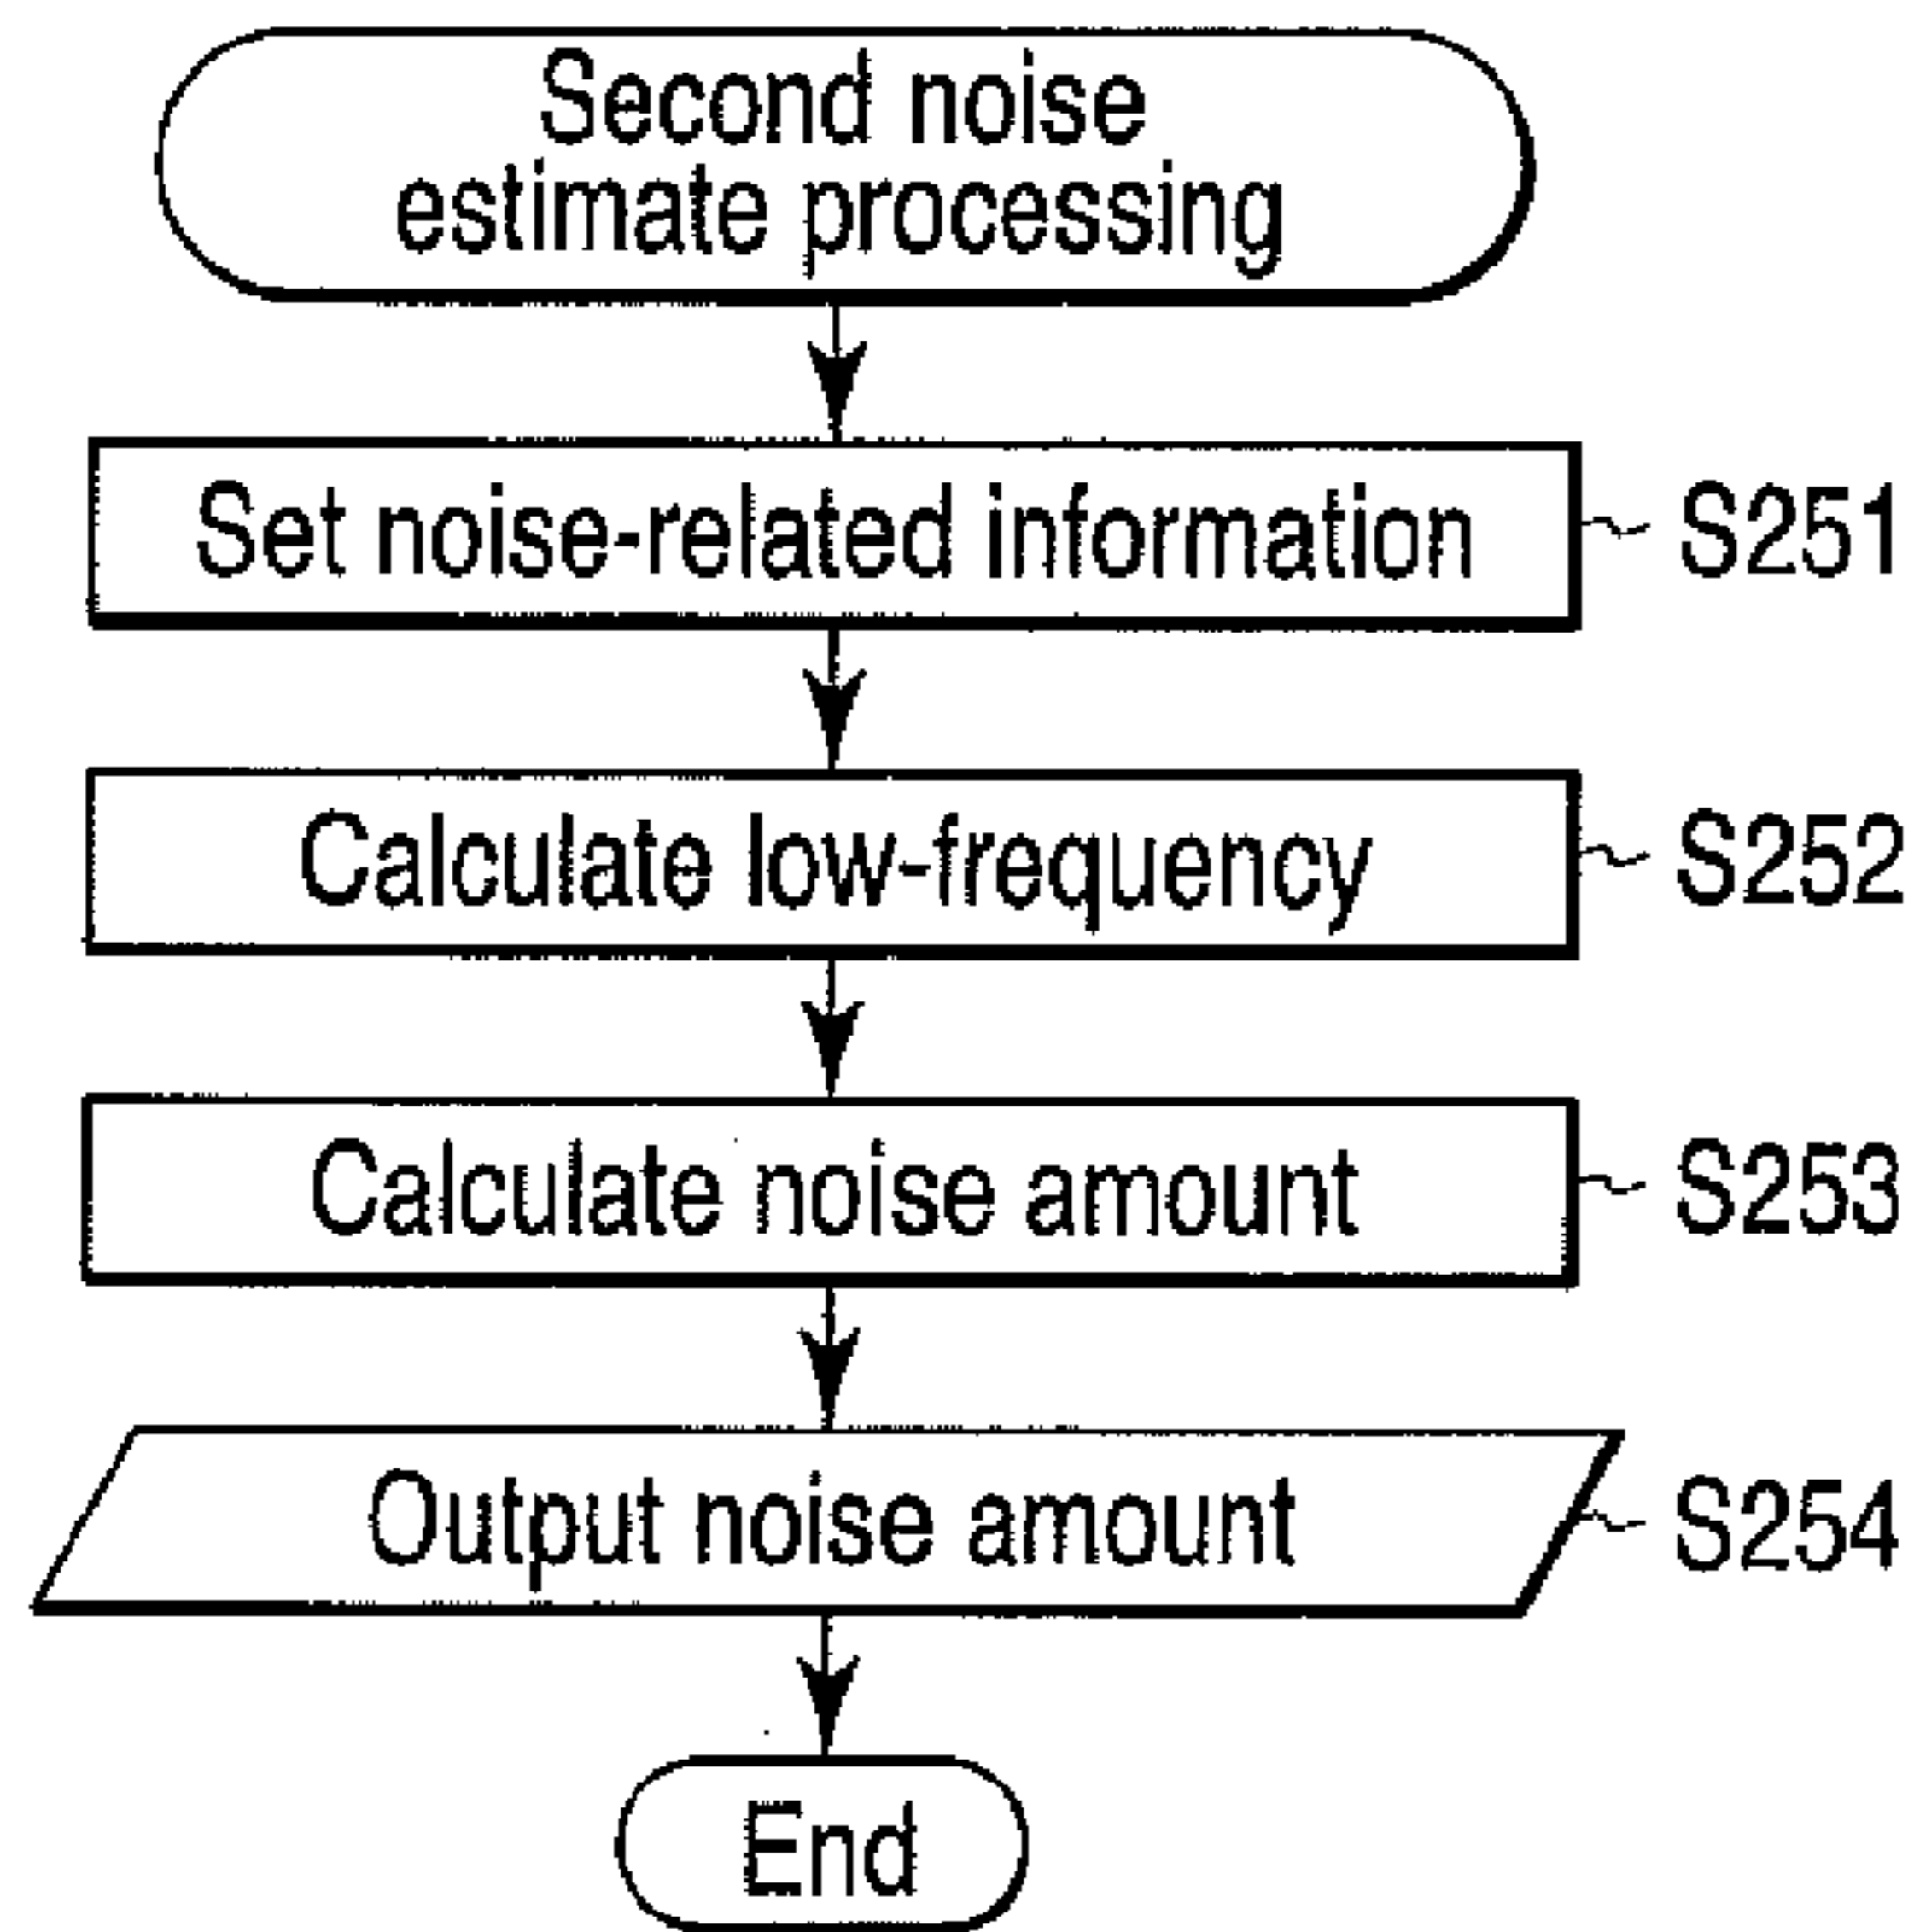 Second noise
estimate processing
Set noise-related information
S251
Calculate low-frequency
S252
Calculate noise amount
S253
Output noise amount
S254
End